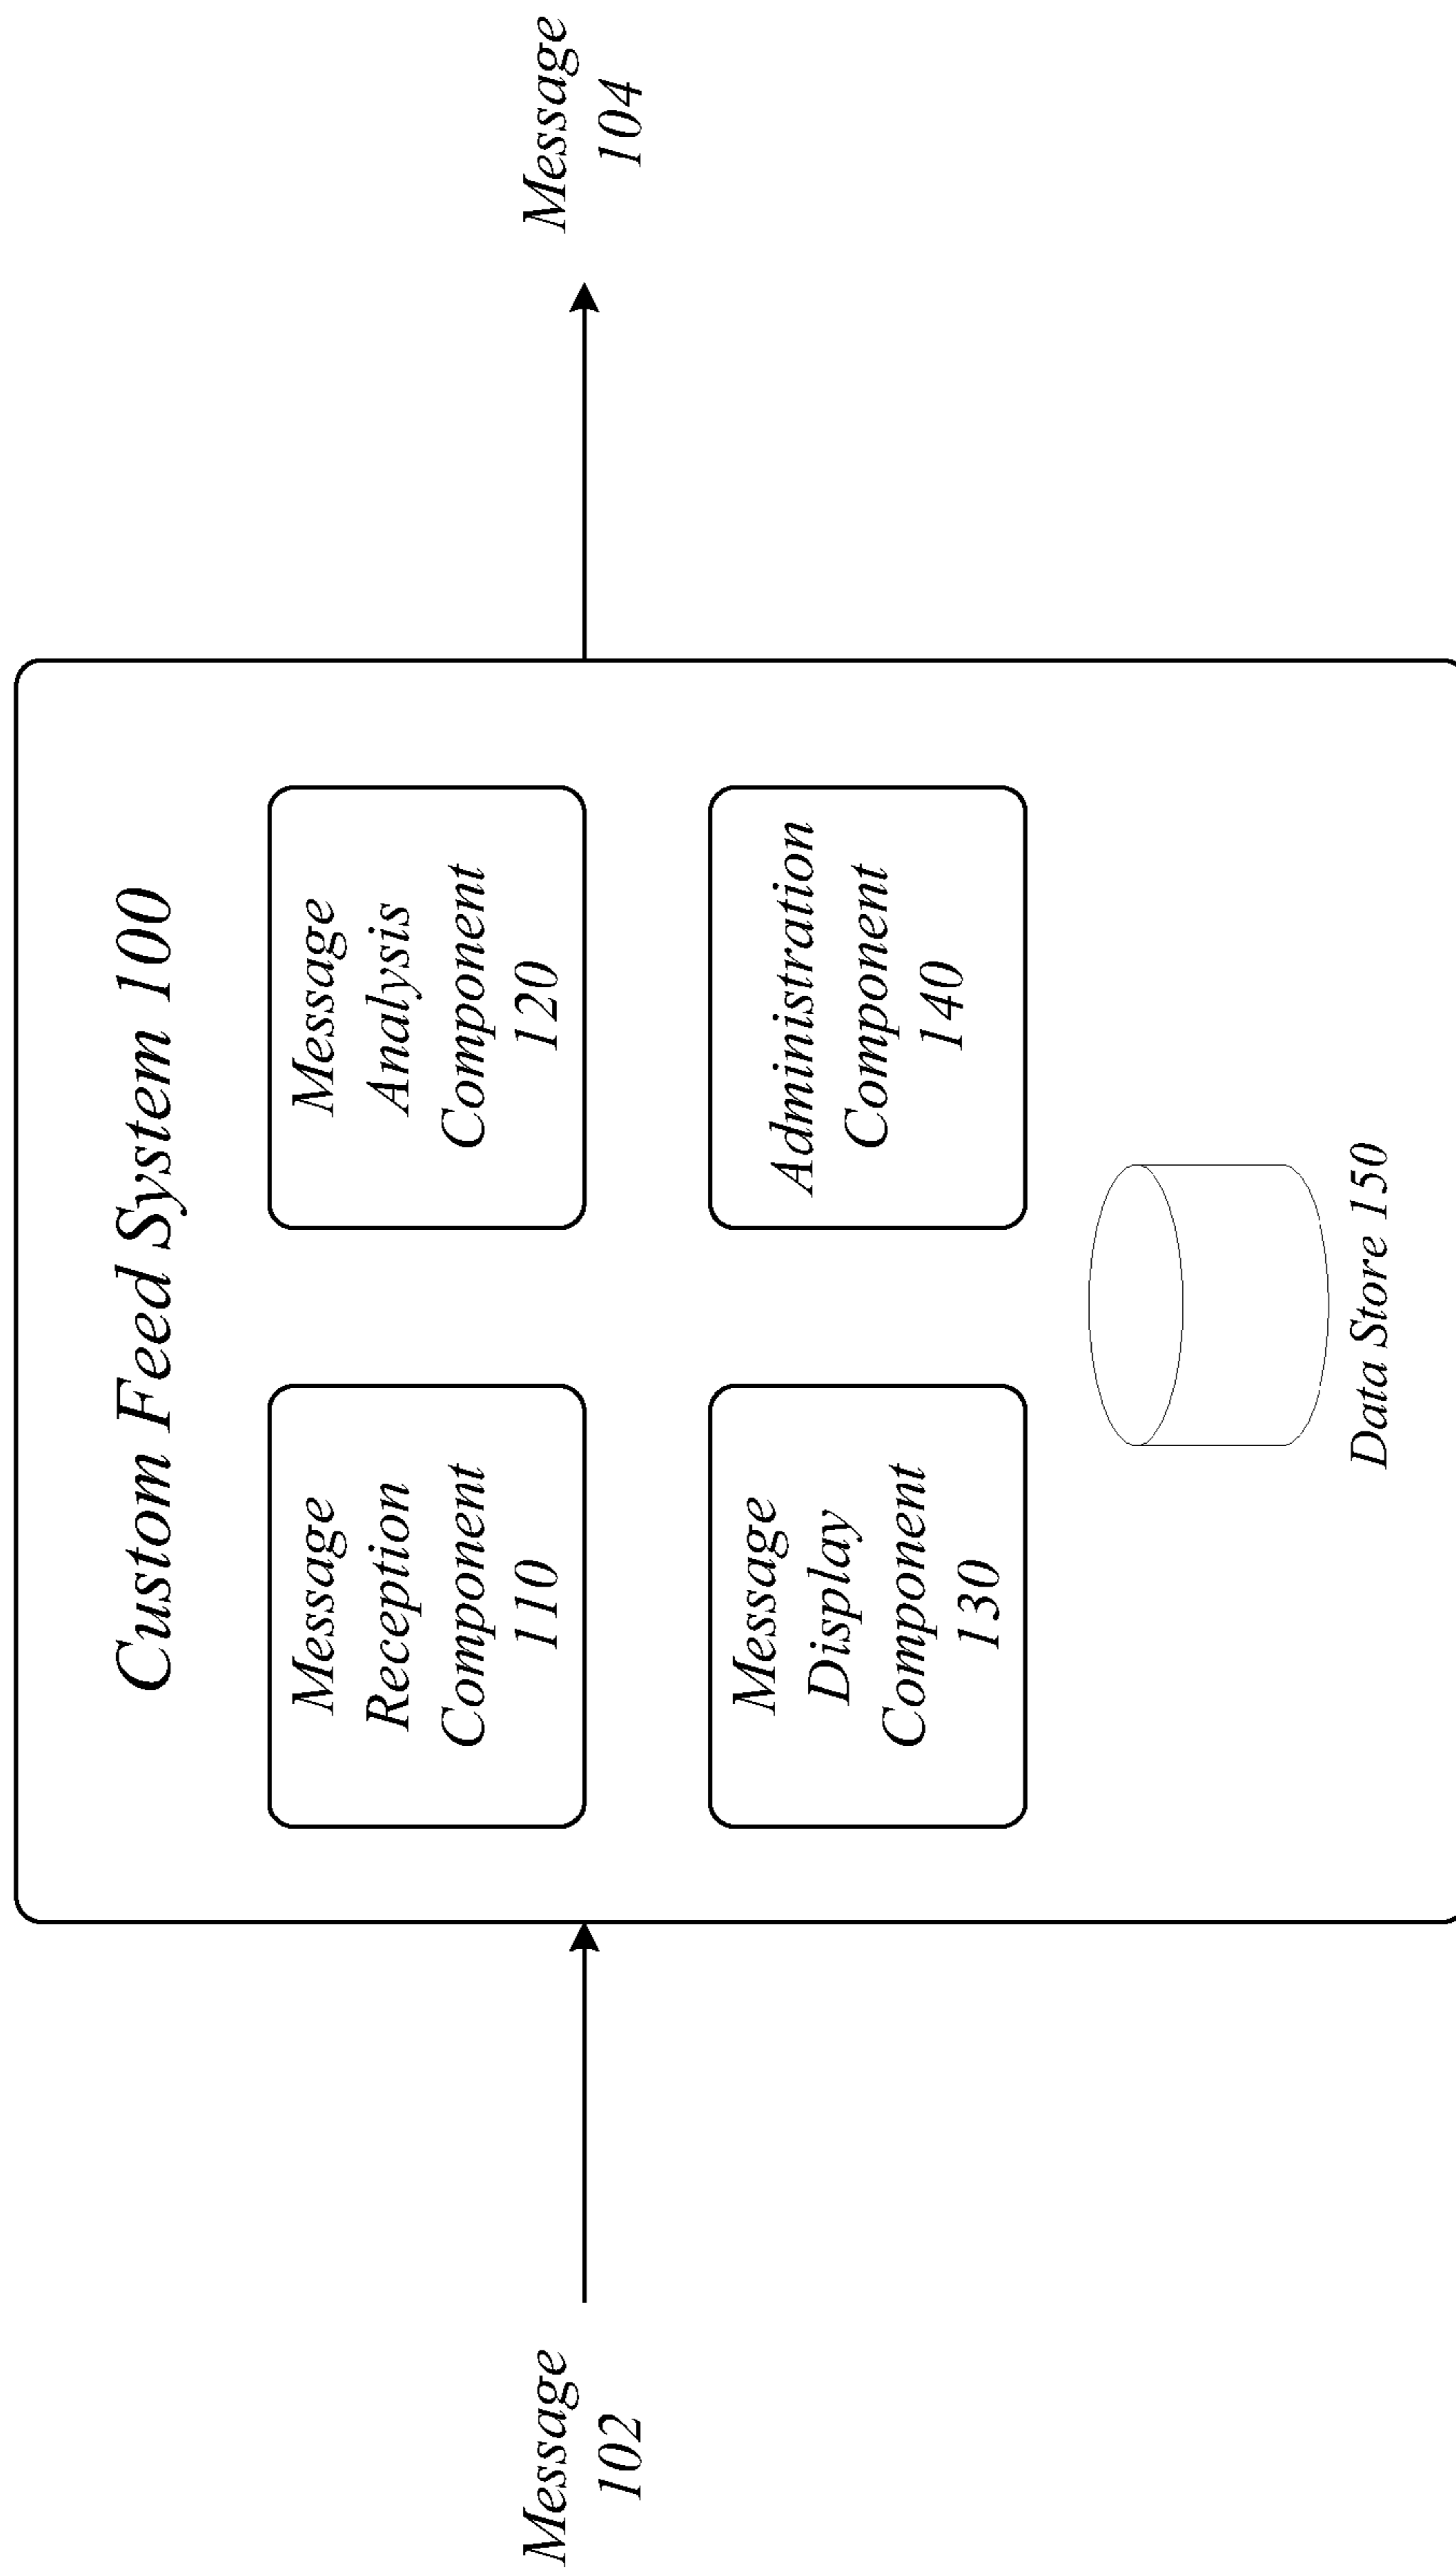 Custom Feed System 100
Message
102
Message
Reception
Component
110
Message
Analysis
Component
120
Message
104
Message
Display
Component
130
Administration
Component
140
Data Store 150